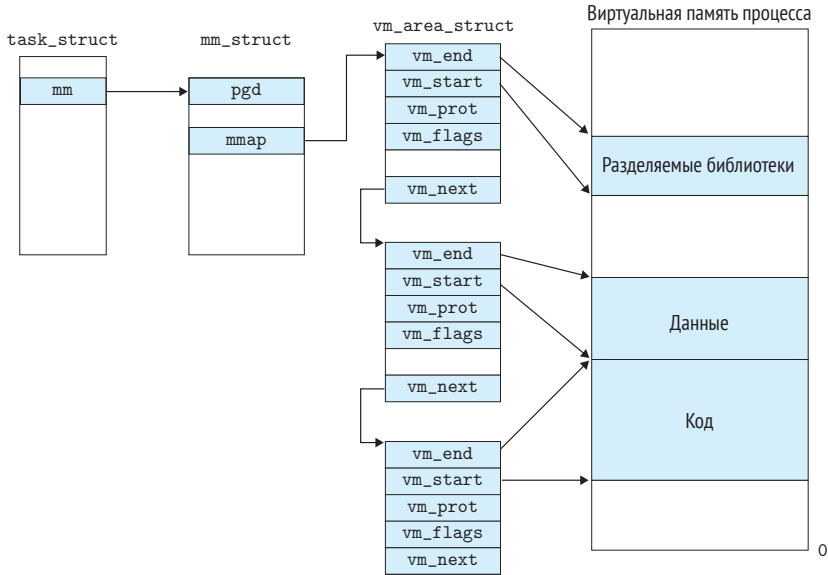 task_struct
mm
mm_struct
pgd
mmap
vm_area_struct
vm_end
vm_start
vm_prot
vm_flags
vm_next
vm_end
vm_start
vm_prot
vm_flags
vm_next
vm_end
vm_start
vm_prot
vm_flags
vm_next
Виртуальная память процесса
Разделяемые библиотеки
Данные
Код
0